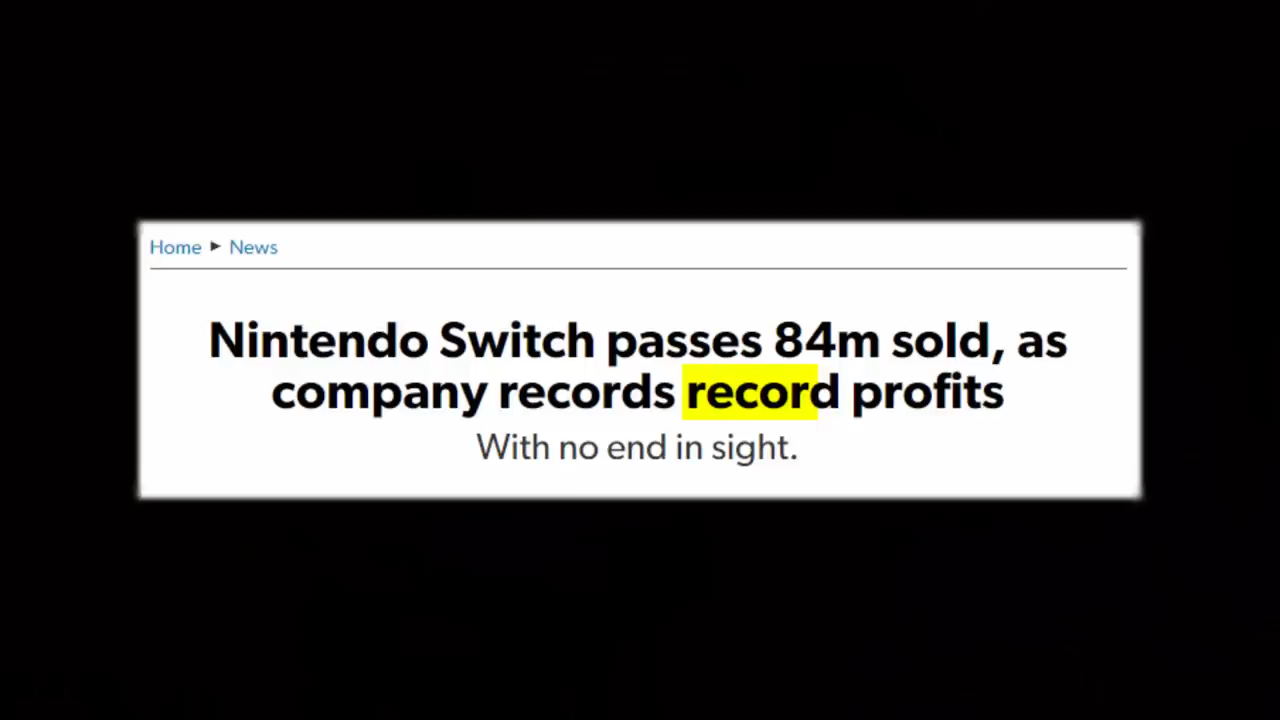 Home ▸ News
Nintendo Switch passes 84m sold, as
company records record profits
With no end in sight.